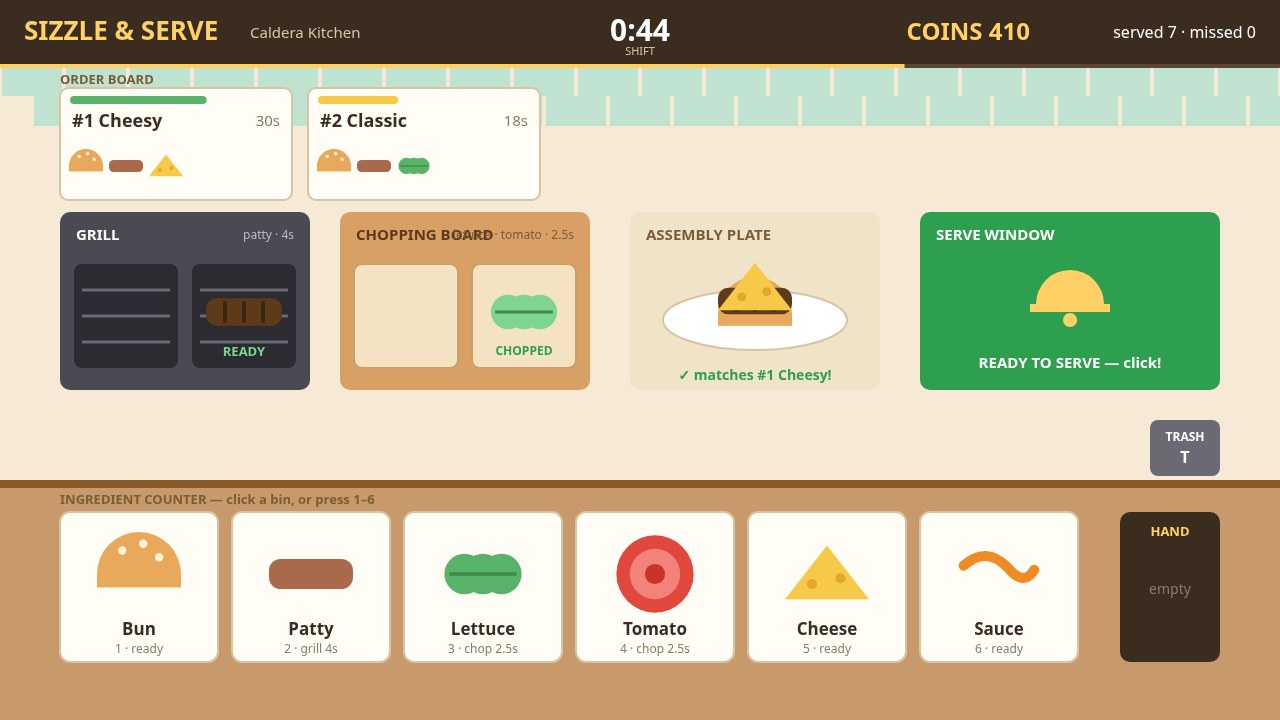 SIZZLE & SERVE
Caldera Kitchen
0:44
SHIFT
COINS 410
served 7 · missed 0
ORDER BOARD
#1 Cheesy
30s
#2 Classic
18s
GRILL
patty · 4s
READY
CHOPPING BOARD
· tomato · 2.5s
CHOPPED
ASSEMBLY PLATE
✓ matches #1 Cheesy!
SERVE WINDOW
READY TO SERVE — click!
TRASH
T
INGREDIENT COUNTER — click a bin, or press 1–6
Bun
1 · ready
Patty
2 · grill 4s
Lettuce
3 · chop 2.5s
Tomato
4 · chop 2.5s
Cheese
5 · ready
Sauce
6 · ready
HAND
empty